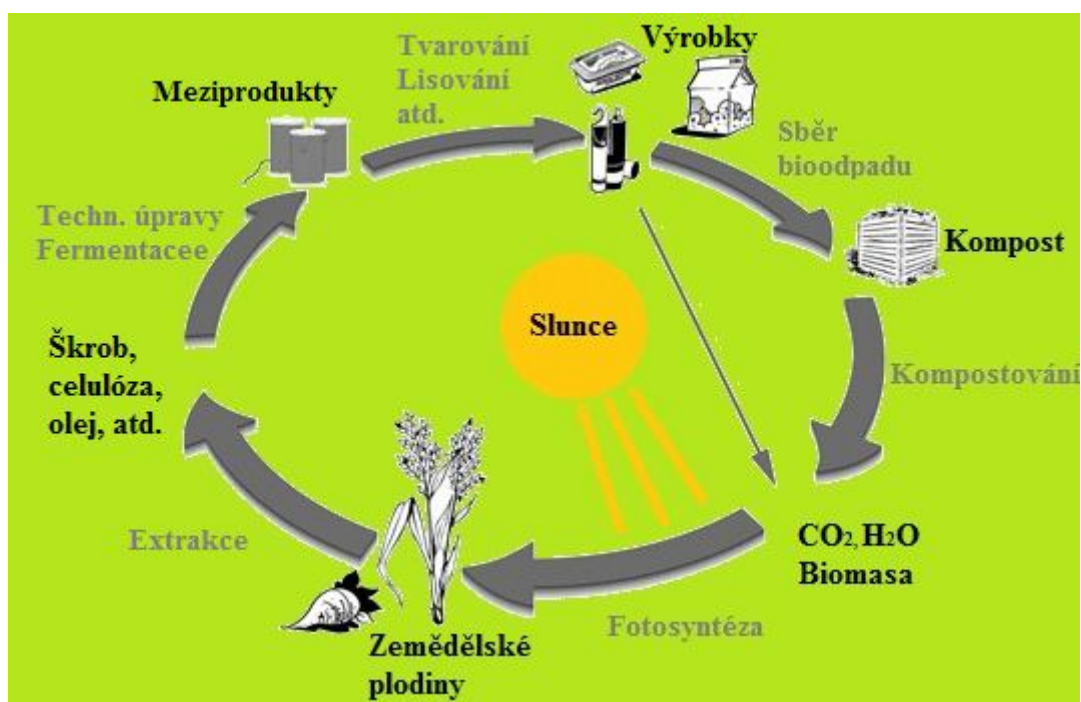 Tvarování
Lisování
atd.
Výrobky
Meziprodukty
Sběr
bioodpadu
Techn. úpravy
Fermentacee
Kompost
Slunce
Škrob,
celulóza,
olej, atd.
Kompostování
Extrakce
CO2, H2O
Biomasa
Fotosyntéza
Zemědělské
plodiny